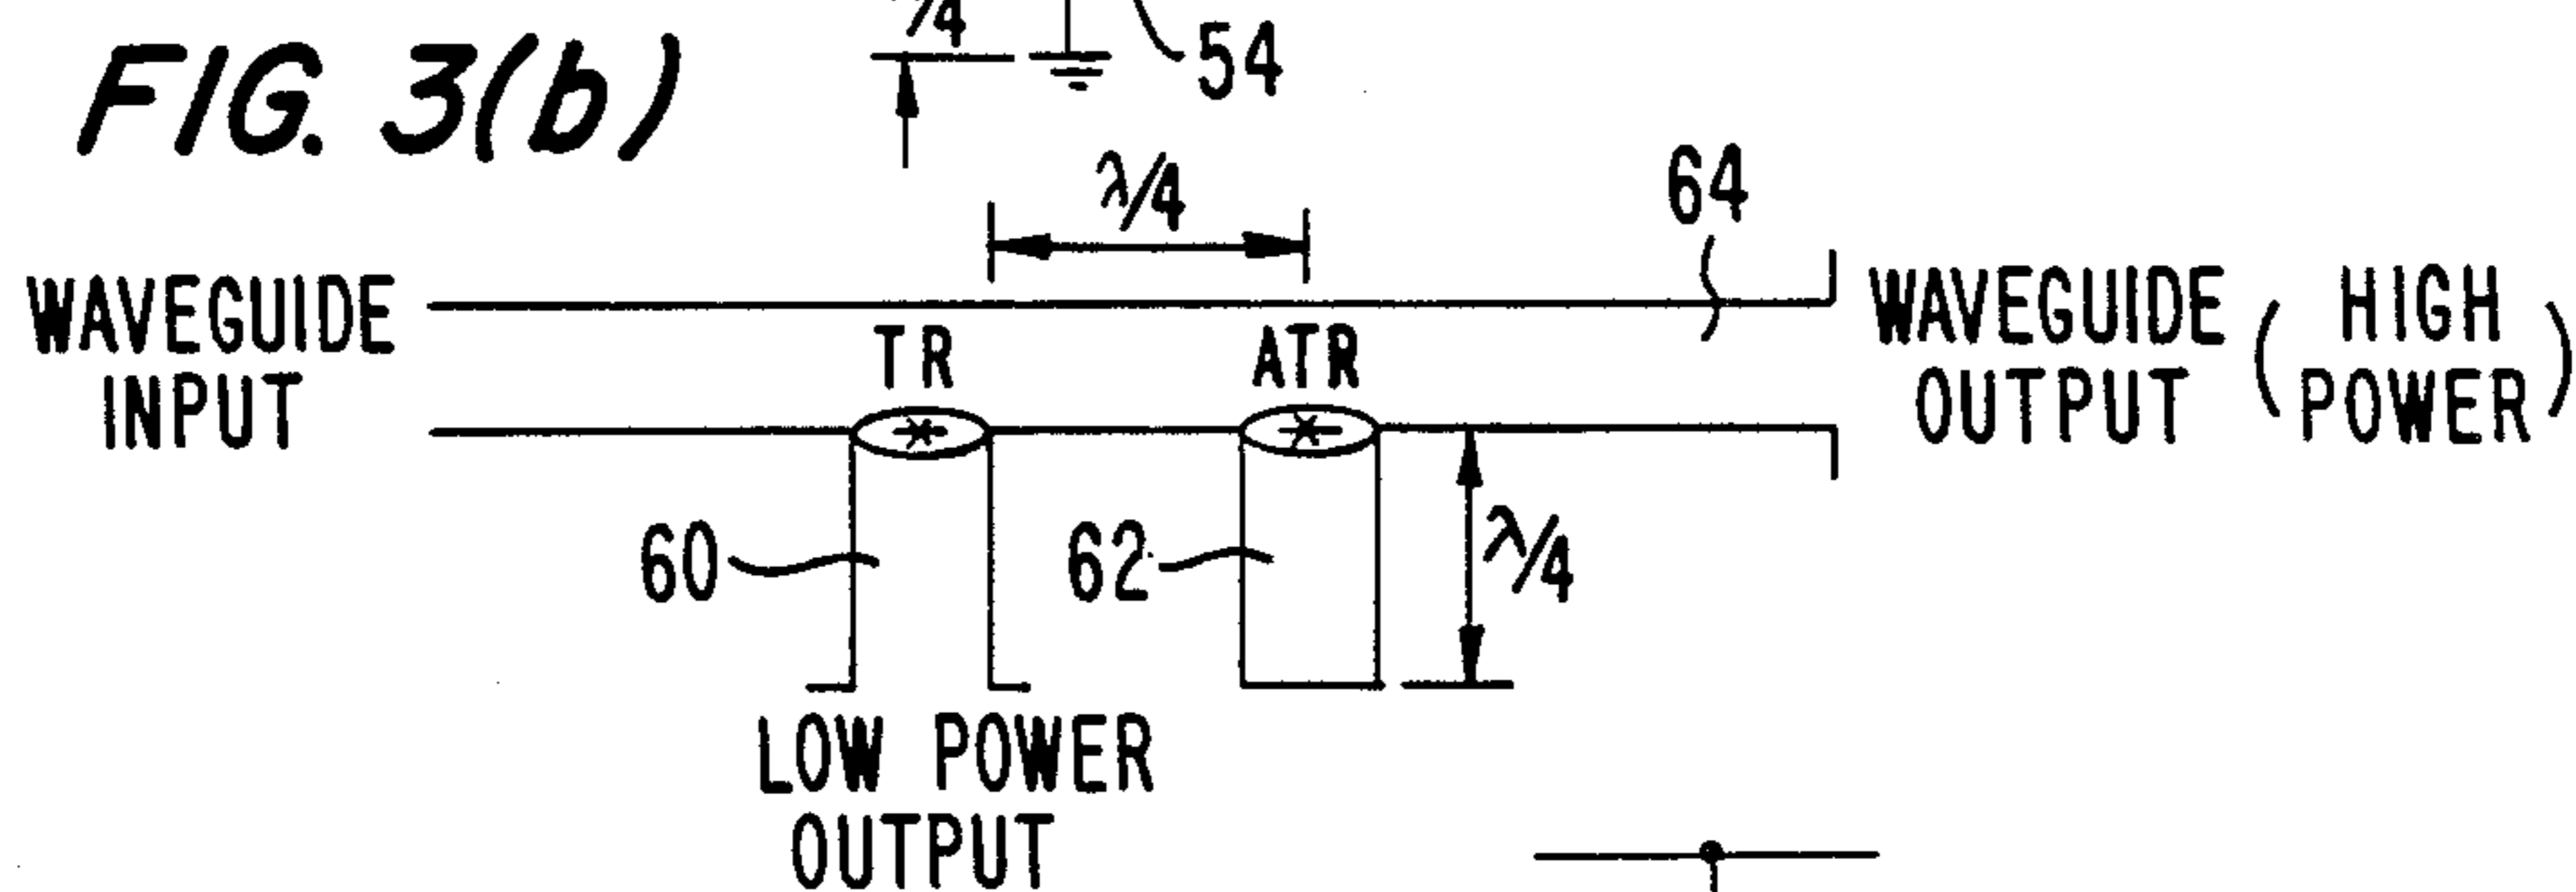 λ/4
54
FIG. 3(b)
λ/4
64
WAVEGUIDE INPUT
TR
ATR
WAVEGUIDE OUTPUT (HIGH POWER)
60
62
λ/4
LOW POWER
OUTPUT